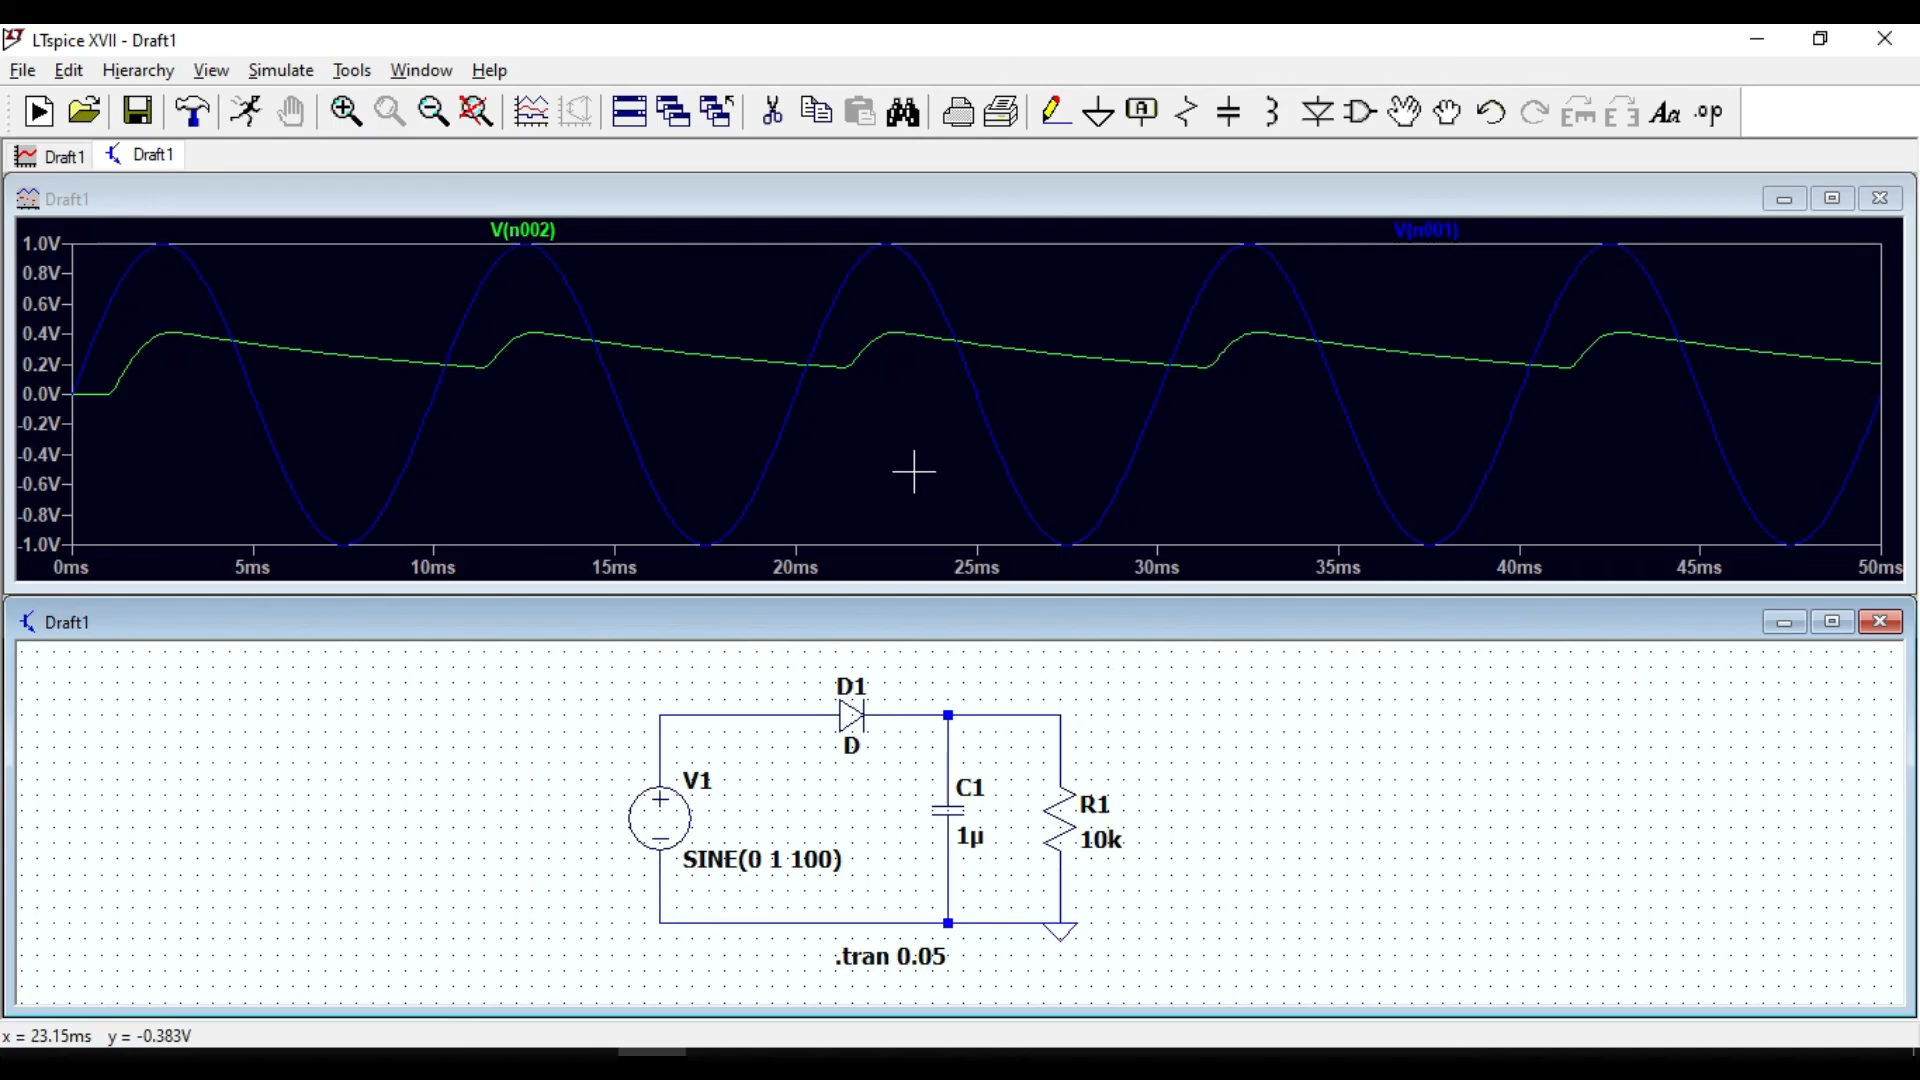 LTspice XVII - Draft1
File Edit Hierarchy View Simulate Tools Window Help
A Aa .op
Draft1 Draft1
Draft1
V(n002) V(n001)
1.0V
0.8V
0.6V
0.4V
0.2V
0.0V
-0.2V
-0.4V
-0.6V
-0.8V
-1.0V
0ms 5ms 10ms 15ms 20ms 25ms 30ms 35ms 40ms 45ms 50ms
Draft1
D1
D
V1
SINE(0 1 100)
C1
1µ
R1
10k
.tran 0.05
x = 23.15ms y = -0.383V